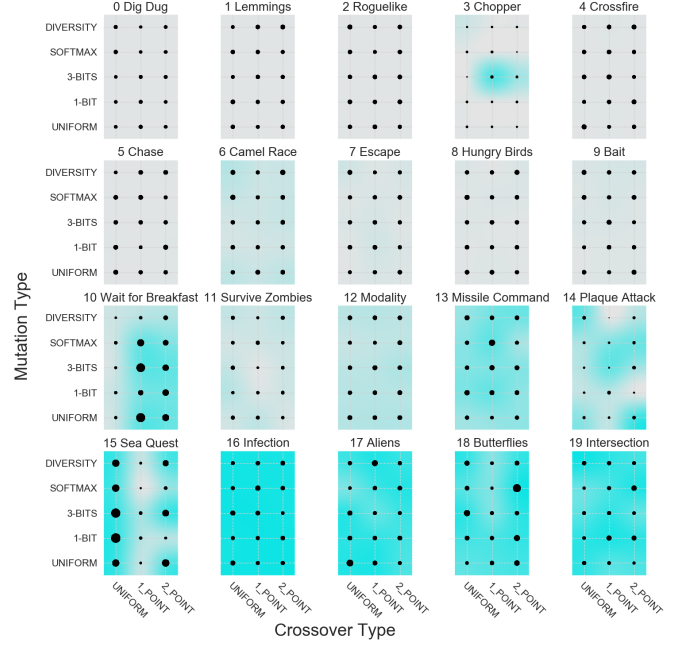 0 Dig Dug
1 Lemmings
2 Roguelike
3 Chopper
4 Crossfire
DIVERSITY
SOFTMAX
3-BITS
1-BIT
UNIFORM
5 Chase
6 Camel Race
7 Escape
8 Hungry Birds
9 Bait
DIVERSITY
SOFTMAX
3-BITS
1-BIT
UNIFORM
10 Wait for Breakfast
11 Survive Zombies
12 Modality
13 Missile Command
14 Plaque Attack
DIVERSITY
SOFTMAX
3-BITS
1-BIT
UNIFORM
15 Sea Quest
16 Infection
17 Aliens
18 Butterflies
19 Intersection
DIVERSITY
SOFTMAX
3-BITS
1-BIT
UNIFORM
UNIFORM
1_POINT
2_POINT
UNIFORM
1_POINT
2_POINT
UNIFORM
1_POINT
2_POINT
UNIFORM
1_POINT
2_POINT
UNIFORM
1_POINT
2_POINT
Mutation Type
Crossover Type